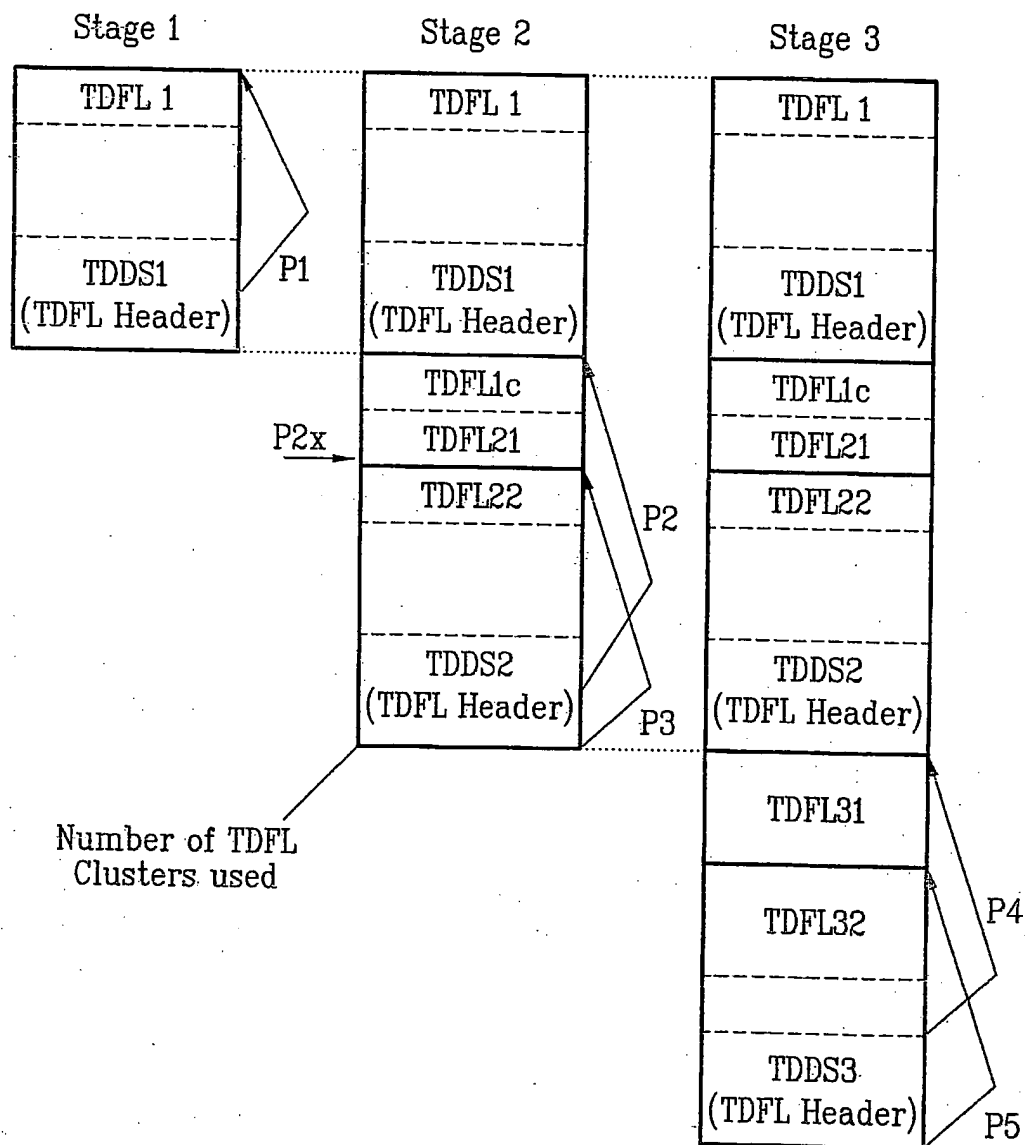 Stage 1
Stage 2
Stage 3
TDFL 1
TDDS1
(TDFL Header)
P1
TDFL 1
TDDS1
(TDFL Header)
TDFL1c
P2x
TDFL21
TDFL22
P2
TDDS2
(TDFL Header)
P3
Number of TDFL
Clusters used
TDFL 1
TDDS1
(TDFL Header)
TDFL1c
TDFL21
TDFL22
TDDS2
(TDFL Header)
TDFL31
TDFL32
P4
TDDS3
(TDFL Header)
P5